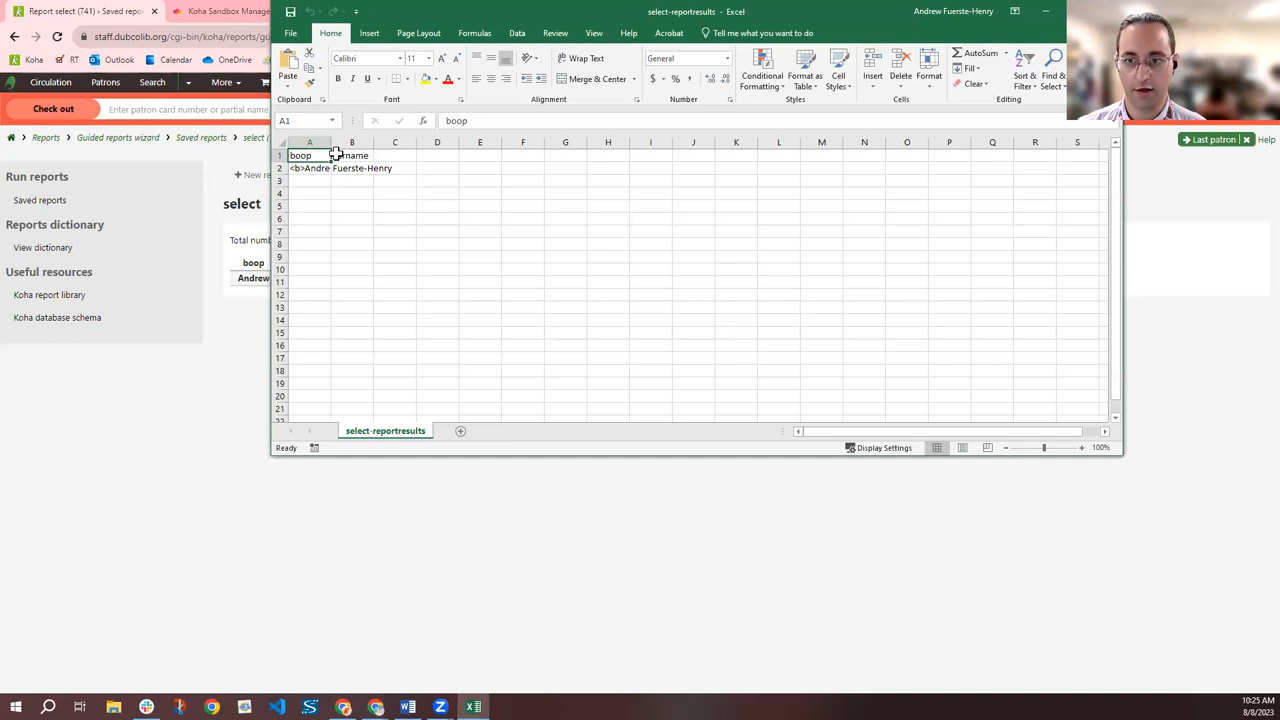 Report select (741) › Saved repo
Koha Sandbox Manage
staff.dubcolib.org/cgi-bin/koha/reports/gu
Koha
RT
Outlook
Calendar
OneDrive
Circulation
Patrons
Search
More
Check out
Enter patron card number or partial name
Reports
Guided reports wizard
Saved reports
select (
Last patron
Help
Run reports
Saved reports
Reports dictionary
View dictionary
Useful resources
Koha report library
Koha database schema
New re
select
Total numb
boop
Andrew
select-reportresults - Excel
Andrew Fuerste-Henry
File
Home
Insert
Page Layout
Formulas
Data
Review
View
Help
Acrobat
Tell me what you want to do
Paste
Clipboard
Calibri
11
B I U
Font
Wrap Text
Merge & Center
Alignment
General
$ % ,
Number
Conditional Formatting
Format as Table
Cell Styles
Styles
Insert
Delete
Format
Cells
AutoSum
Fill
Clear
Sort & Filter
Find & Select
Editing
A1
fx
boop
A B C D E F G H I J K L M N O P Q R S
1 boop
2 <b>Andre Fuerste-Henry
3
4
5
6
7
8
9
10
11
12
13
14
15
16
17
18
19
20
21
select-reportresults
Ready
Display Settings
100%
10:25 AM
8/8/2023